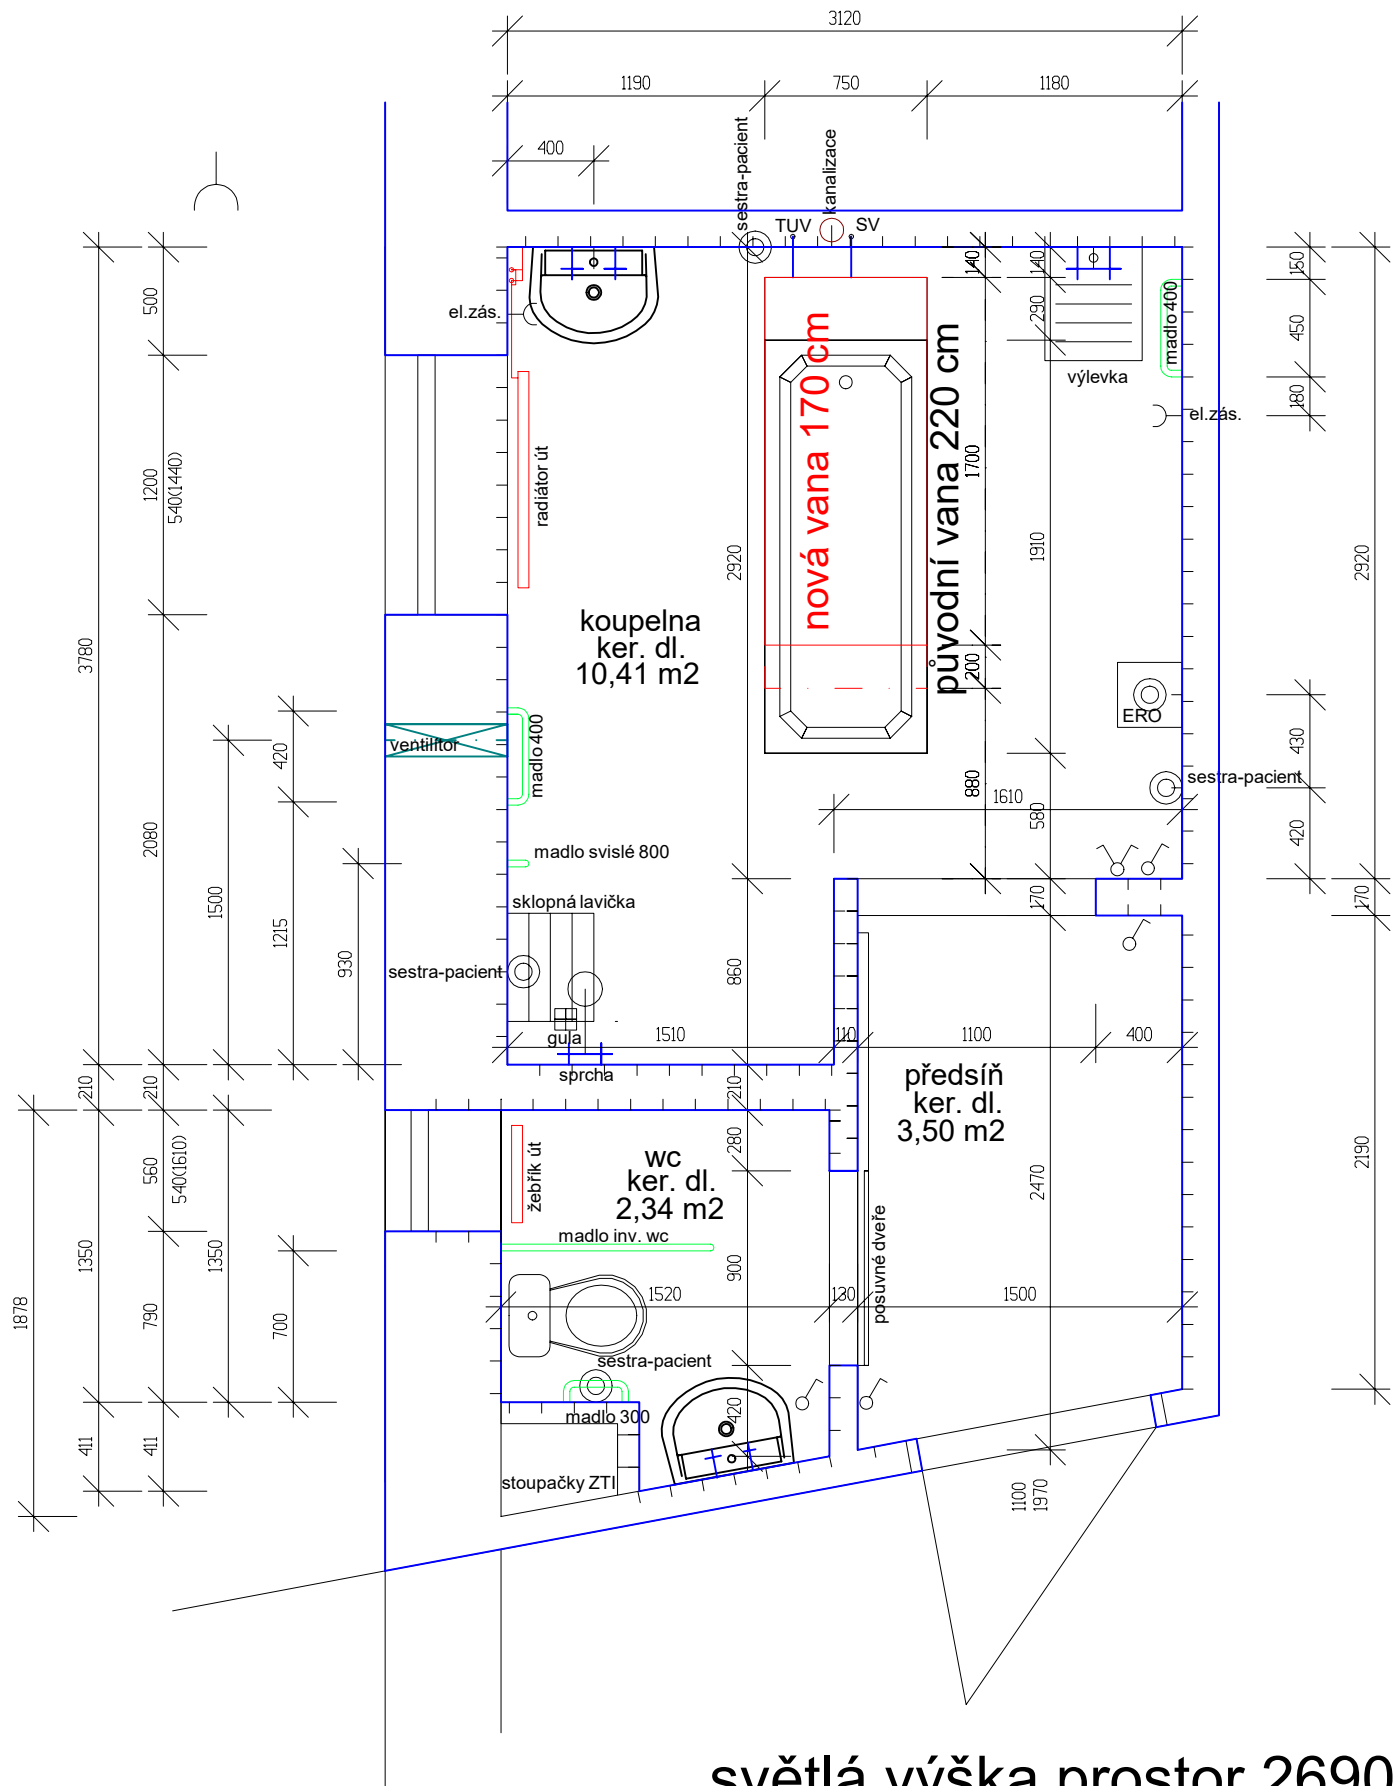 3120
1190
750
1180
400
sestra-pacient
kanalizace
TUV
SV
140
140
150
500
el.zás.
290
madlo 400
450
výlevka
180
el.zás.
nová vana 170 cm
původní vana 220 cm
1700
1200
540(1440)
radiátor út
3780
2920
1910
2920
koupelna
ker. dl.
10,41 m2
200
ERO
430
420
ventilítor
madlo 400
sestra-pacient
880
1610
580
420
2080
madlo svislé 800
1500
1215
930
sklopná lavička
170
170
sestra-pacient
860
gula
1510
110
1100
400
sprcha
210
210
210
předsíň
ker. dl.
3,50 m2
280
560
540(1610)
žebřík út
wc
ker. dl.
2,34 m2
2470
2190
madlo inv. wc
1350
1350
900
posuvné dveře
1878
790
700
1520
130
1500
sestra-pacient
madlo 300
420
411
411
stoupačky ZTI
1100
1970
světlá výška prostor 2690